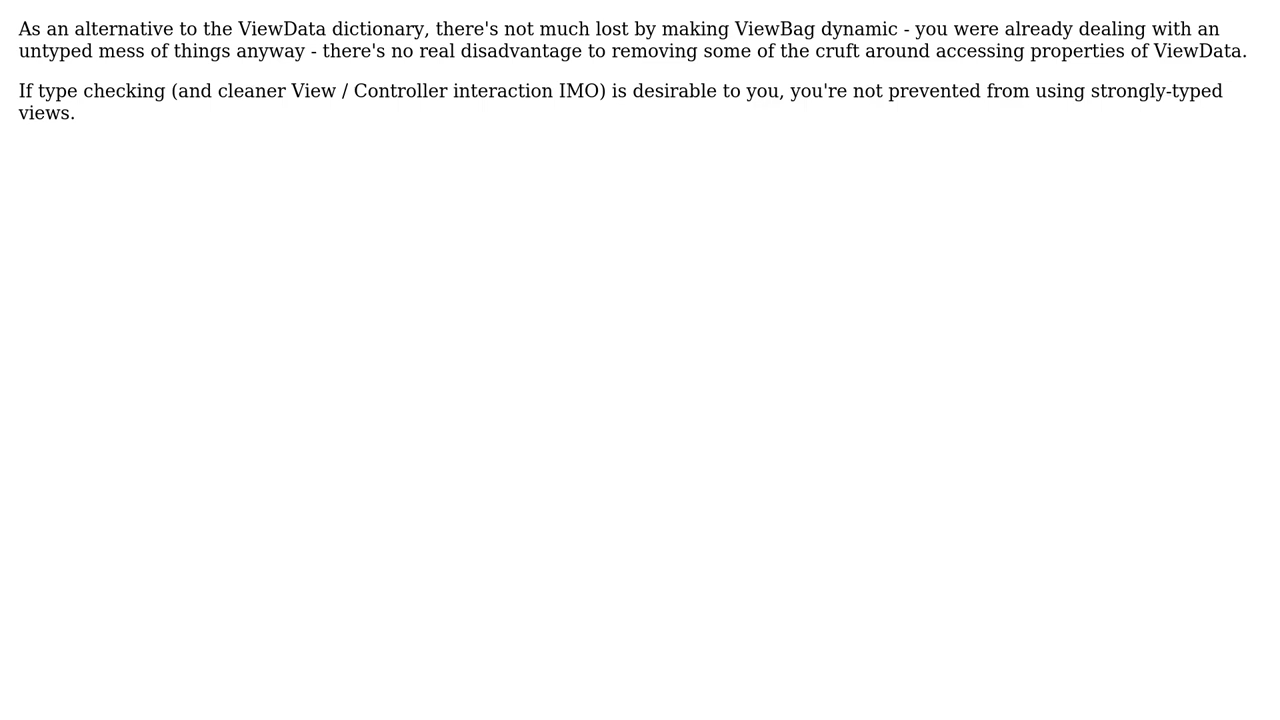 As an alternative to the ViewData dictionary, there's not much lost by making ViewBag dynamic - you were already dealing with an
untyped mess of things anyway - there's no real disadvantage to removing some of the cruft around accessing properties of ViewData.
If type checking (and cleaner View / Controller interaction IMO) is desirable to you, you're not prevented from using strongly-typed
views.